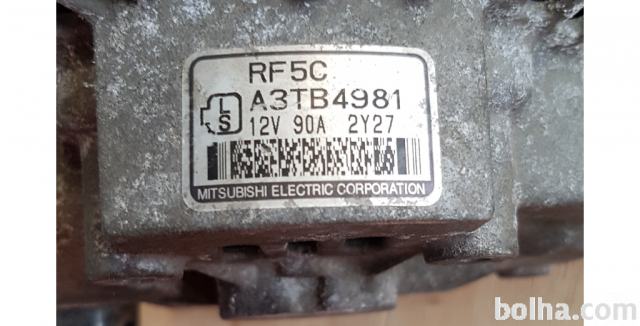 RF5C
A3TB4981
L
S
12V 90A 2Y27
MITSUBISHI ELECTRIC CORPORATION
bolha.com